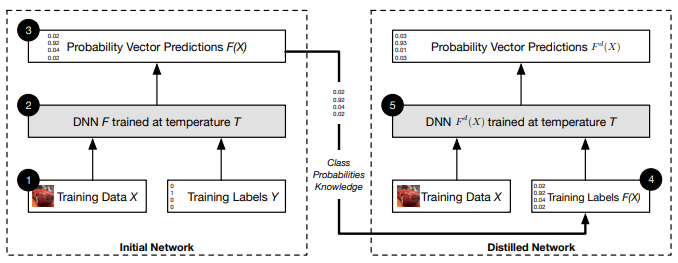 3
0.02
0.92
0.04
0.02
Probability Vector Predictions F(X)
2
DNN F trained at temperature T
1
Training Data X
0
1
0
0
Training Labels Y
Initial Network
0.02
0.92
0.04
0.02
Class
Probabilities
Knowledge
0.03
0.93
0.01
0.03
Probability Vector Predictions Fᵈ(X)
5
DNN Fᵈ(X) trained at temperature T
Training Data X
4
0.02
0.92
0.04
0.02
Training Labels F(X)
Distilled Network